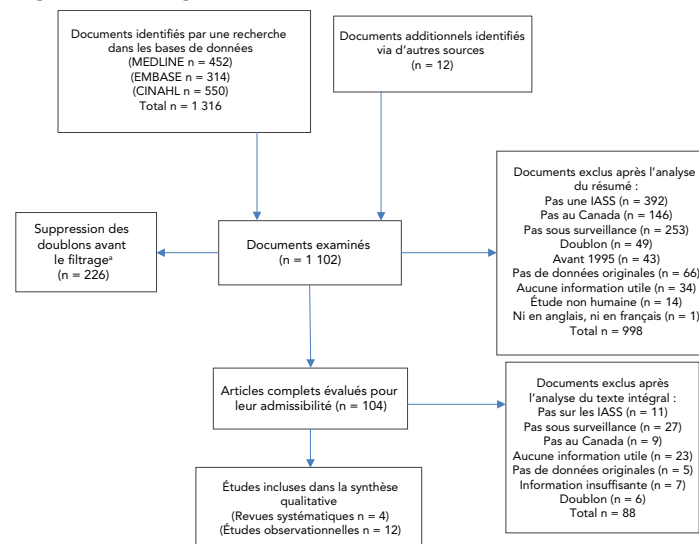 Documents identifiés par une recherche
dans les bases de données
(MEDLINE n = 452)
(EMBASE n = 314)
(CINAHL n = 550)
Total n = 1 316
Documents additionnels identifiés
via d'autres sources
(n = 12)
Suppression des
doublons avant
le filtrageᵃ
(n = 226)
Documents examinés
(n = 1 102)
Documents exclus après l'analyse
du résumé :
Pas une IASS (n = 392)
Pas au Canada (n = 146)
Pas sous surveillance (n = 253)
Doublon (n = 49)
Avant 1995 (n = 43)
Pas de données originales (n = 66)
Aucune information utile (n = 34)
Étude non humaine (n = 14)
Ni en anglais, ni en français (n = 1)
Total n = 998
Articles complets évalués pour
leur admissibilité (n = 104)
Documents exclus après
l'analyse du texte intégral :
Pas sur les IASS (n = 11)
Pas sous surveillance (n = 27)
Pas au Canada (n = 9)
Aucune information utile (n = 23)
Pas de données originales (n = 5)
Information insuffisante (n = 7)
Doublon (n = 6)
Total n = 88
Études incluses dans la synthèse
qualitative
(Revues systématiques n = 4)
(Études observationnelles n = 12)